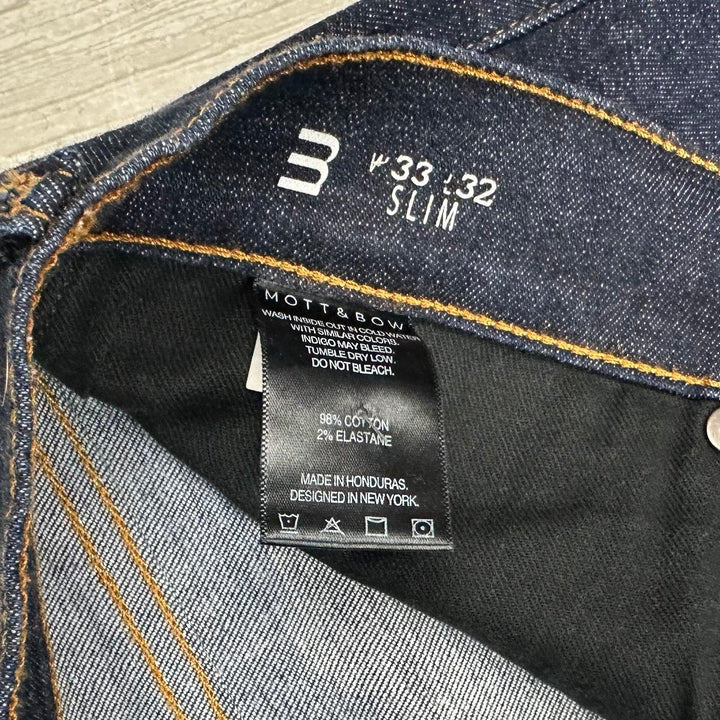 W 33 L 32
SLIM
MOTT & BOW
WASH INSIDE OUT IN COLD WATER
WITH SIMILAR COLORS.
INDIGO MAY BLEED.
TUMBLE DRY LOW.
DO NOT BLEACH.
98% COTTON
2% ELASTANE
MADE IN HONDURAS.
DESIGNED IN NEW YORK.